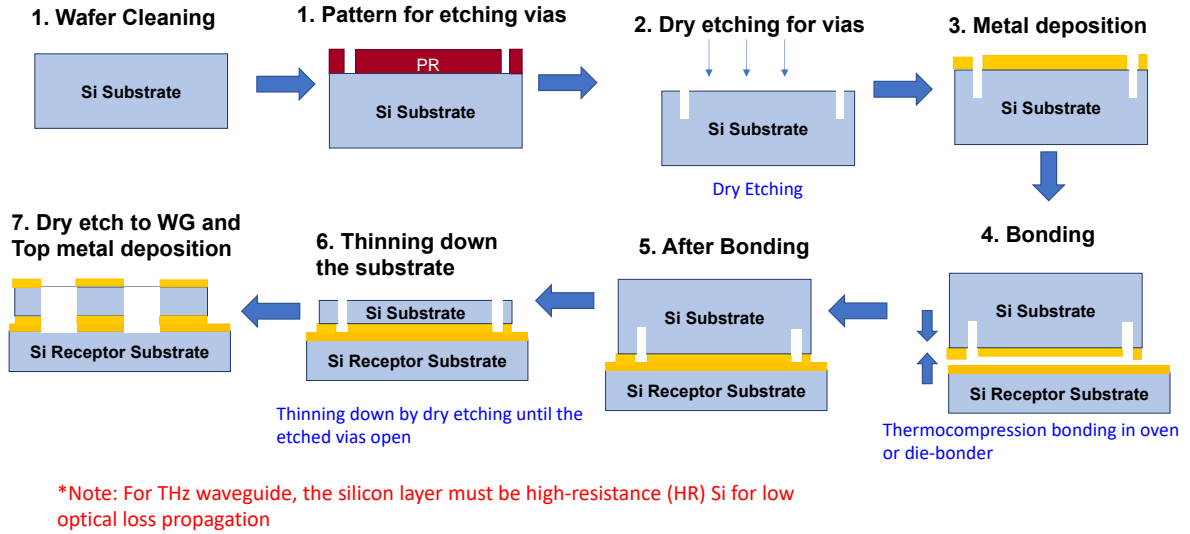 1. Wafer Cleaning
Si Substrate
1. Pattern for etching vias
PR
Si Substrate
2. Dry etching for vias
Si Substrate
Dry Etching
3. Metal deposition
Si Substrate
4. Bonding
Si Substrate
Si Receptor Substrate
Thermocompression bonding in oven
or die-bonder
5. After Bonding
Si Substrate
Si Receptor Substrate
6. Thinning down
the substrate
Si Substrate
Si Receptor Substrate
Thinning down by dry etching until the
etched vias open
7. Dry etch to WG and
Top metal deposition
Si Receptor Substrate
*Note: For THz waveguide, the silicon layer must be high-resistance (HR) Si for low
optical loss propagation